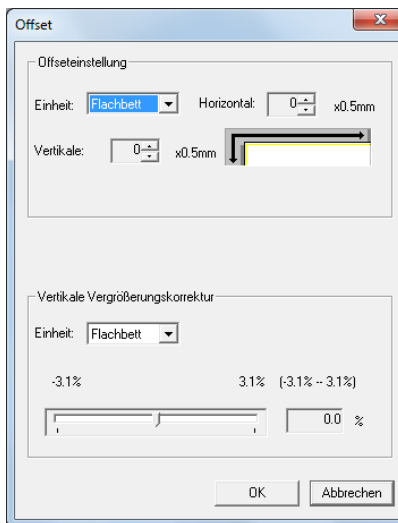 Offset
Offseteinstellung
Einheit: Flachbett Horizontal: 0 x0.5mm
Vertikale: 0 x0.5mm
Vertikale Vergrößerungskorrektur
Einheit: Flachbett
-3.1% 3.1% (-3.1% -- 3.1%)
0.0 %
OK Abbrechen